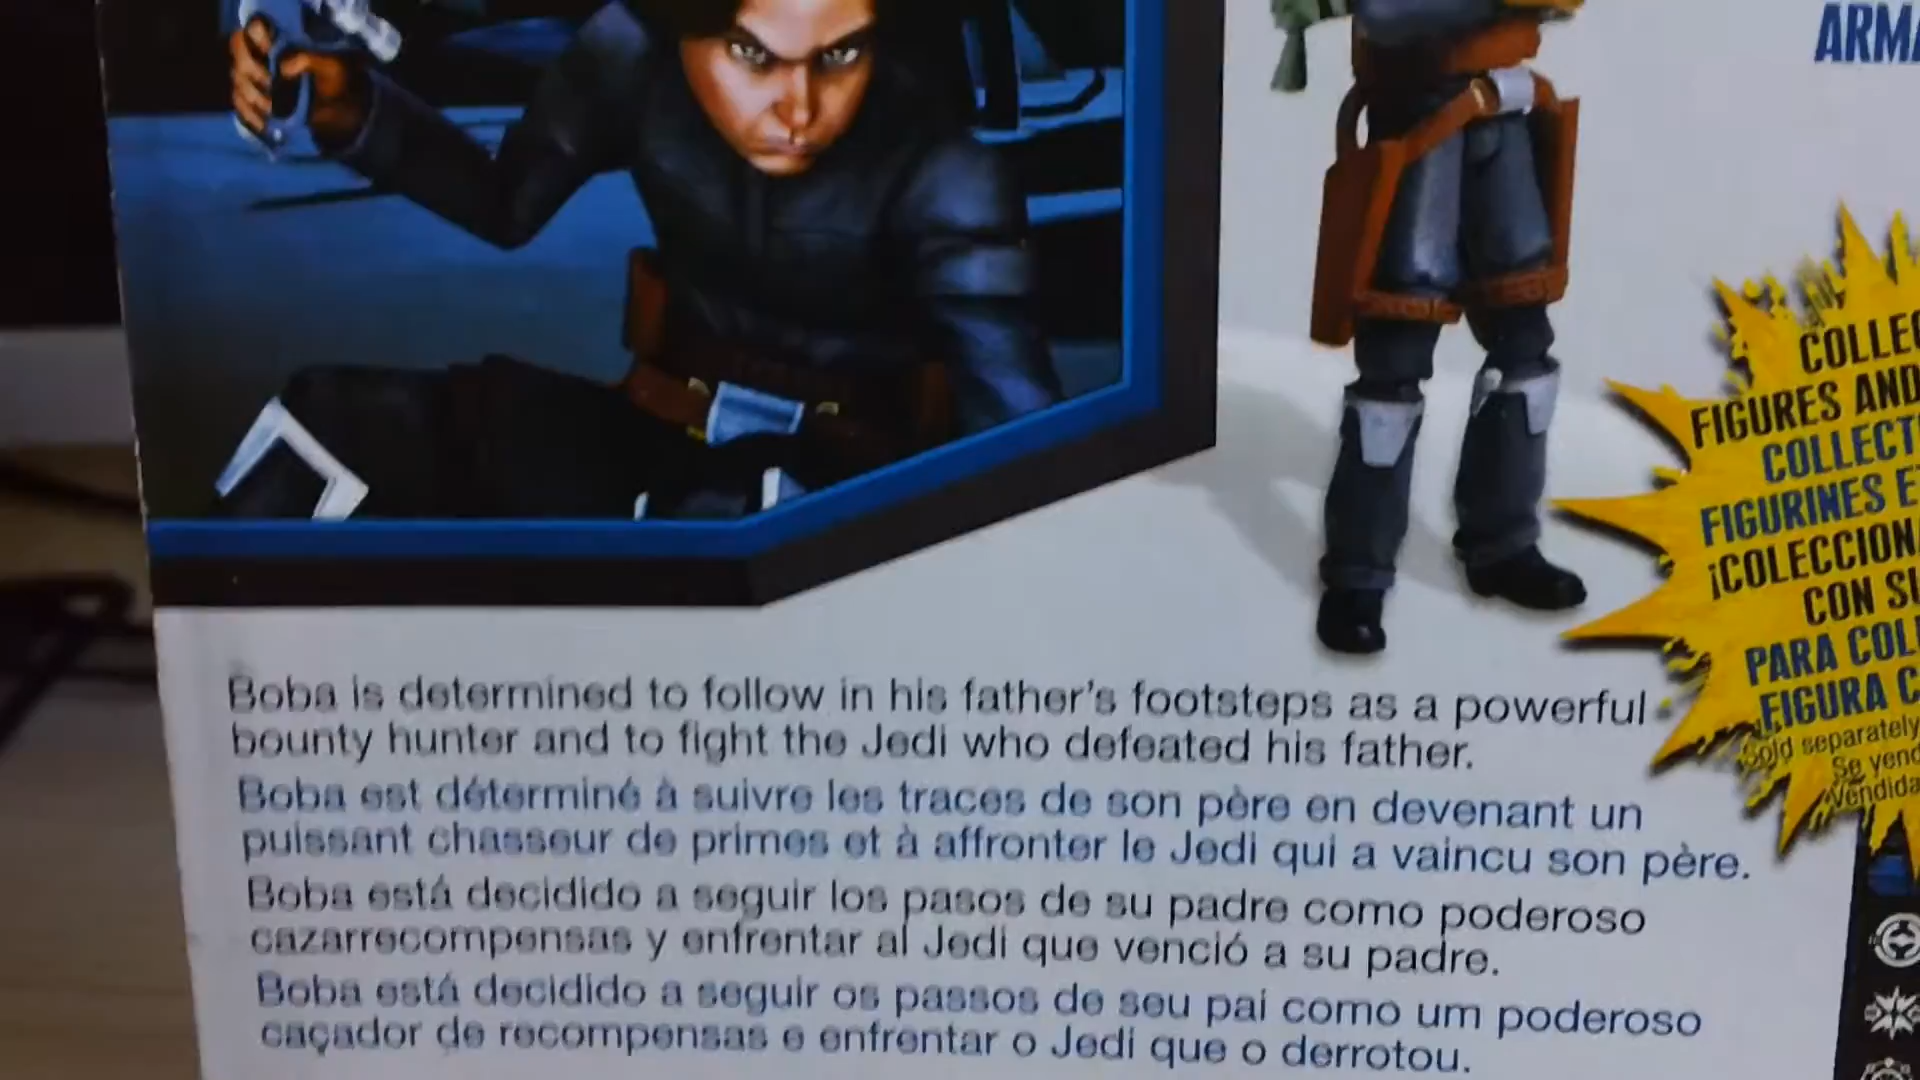 ARMA
COLLEC
FIGURES AND
COLLECT
FIGURINES E
¡COLECCIONA
CON SU
PARA COL
FIGURA C
Sold separately
Se vend
Vendida
Boba is determined to follow in his father's footsteps as a powerful
bounty hunter and to fight the Jedi who defeated his father.
Boba est déterminé à suivre les traces de son père en devenant un
puissant chasseur de primes et à affronter le Jedi qui a vaincu son père.
Boba está decidido a seguir los pasos de su padre como poderoso
cazarrecompensas y enfrentar al Jedi que venció a su padre.
Boba está decidido a seguir os passos de seu pai como um poderoso
caçador de recompensas e enfrentar o Jedi que o derrotou.